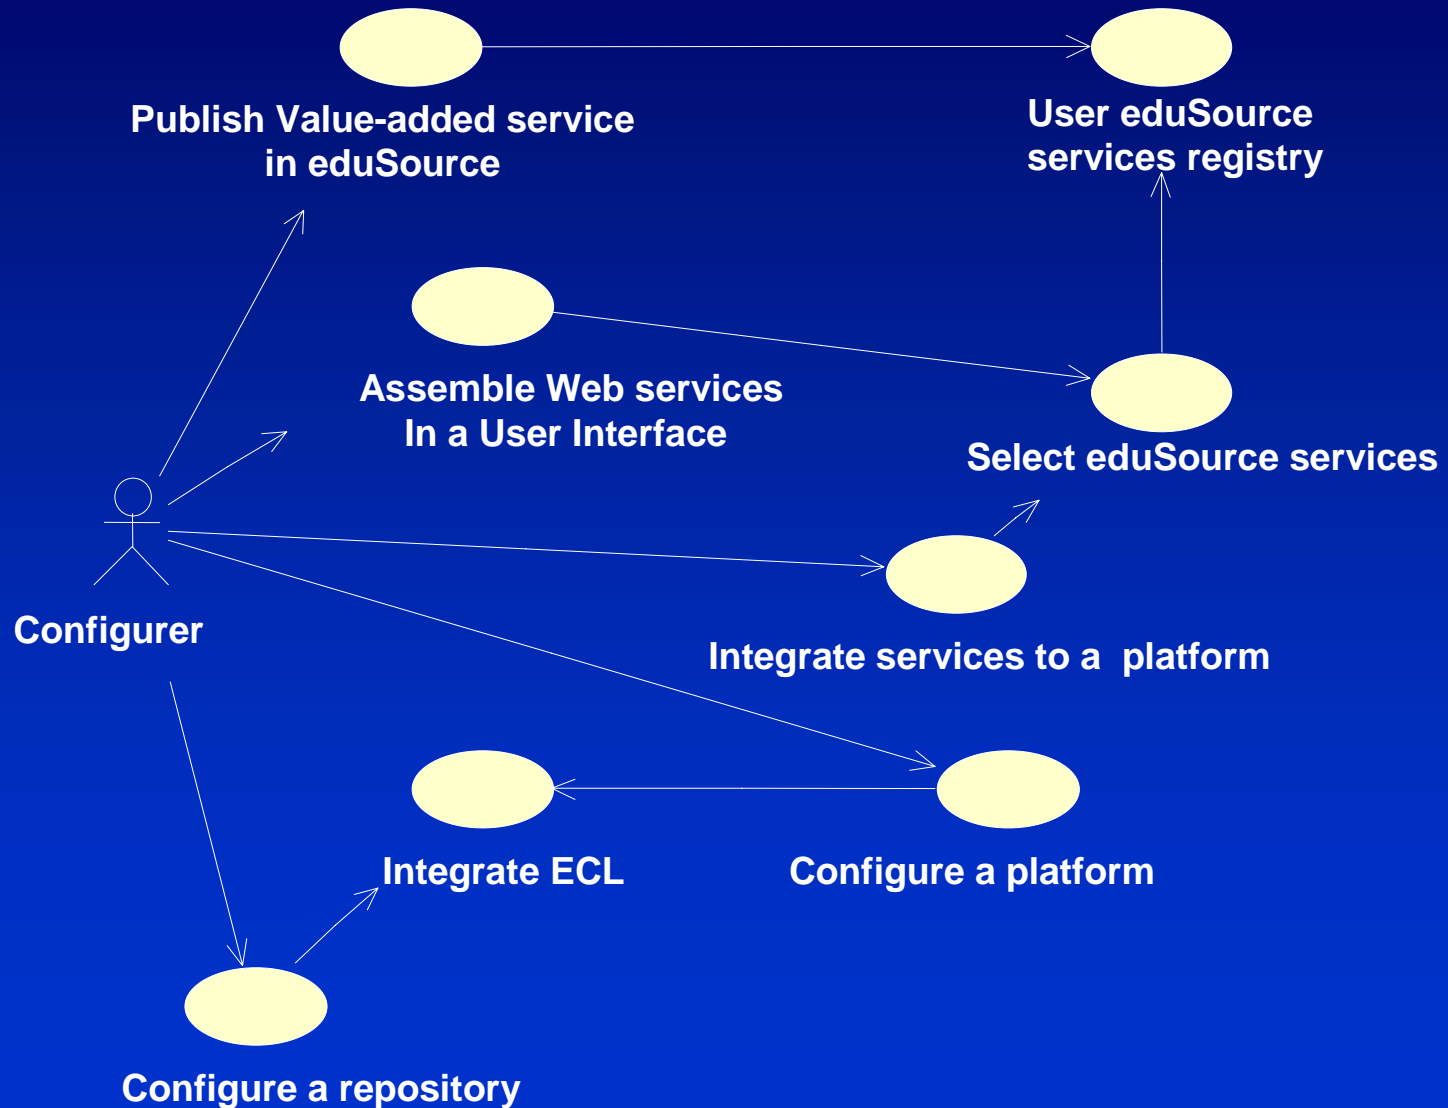 Publish Value-added service
in eduSource
User eduSource
services registry
Assemble Web services
In a User Interface
Select eduSource services
Configurer
Integrate services to a  platform
Integrate ECL
Configure a platform
Configure a repository